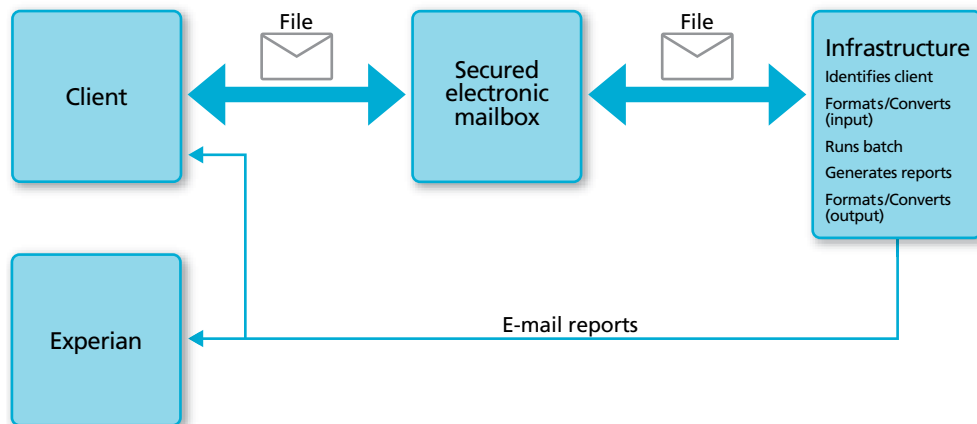 File
File
Client
Secured
electronic
mailbox
Infrastructure
Identifies client
Formats/Converts
(input)
Runs batch
Generates reports
Formats/Converts
(output)
E-mail reports
Experian